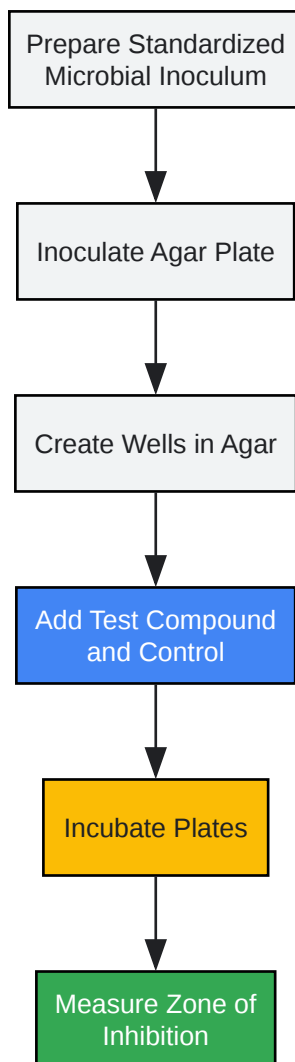 Prepare Standardized
Microbial Inoculum
Inoculate Agar Plate
Create Wells in Agar
Add Test Compound
and Control
Incubate Plates
Measure Zone of
Inhibition